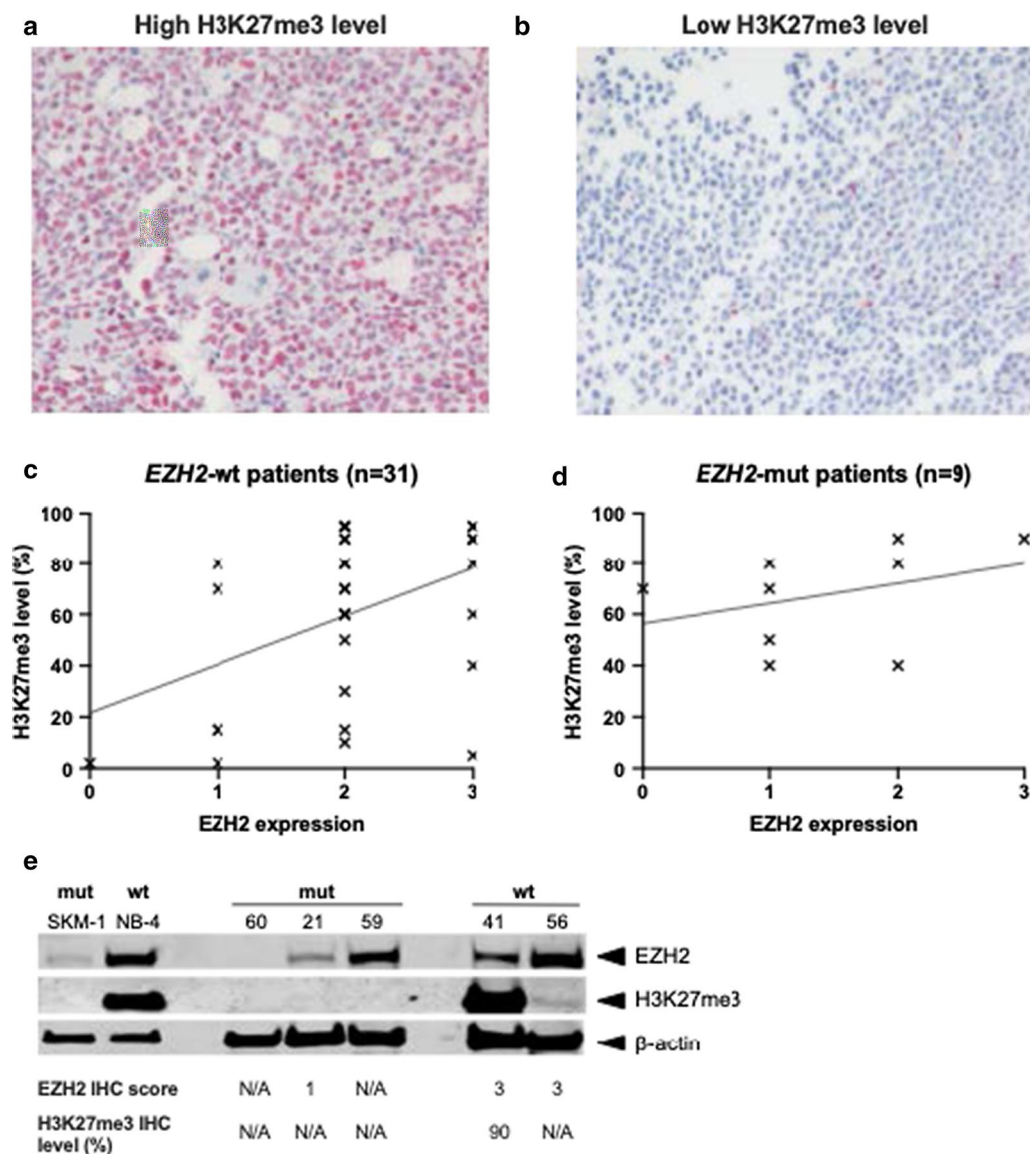 a High H3K27me3 level
b Low H3K27me3 level
c EZH2-wt patients (n=31)
H3K27me3 level (%)
100
80
60
40
20
0
0 1 2 3
EZH2 expression
d EZH2-mut patients (n=9)
H3K27me3 level (%)
100
80
60
40
20
0
0 1 2 3
EZH2 expression
e
mut wt mut wt
SKM-1 NB-4 60 21 59 41 56
EZH2
H3K27me3
β-actin
EZH2 IHC score N/A 1 N/A 3 3
H3K27me3 IHC
level (%) N/A N/A N/A 90 N/A